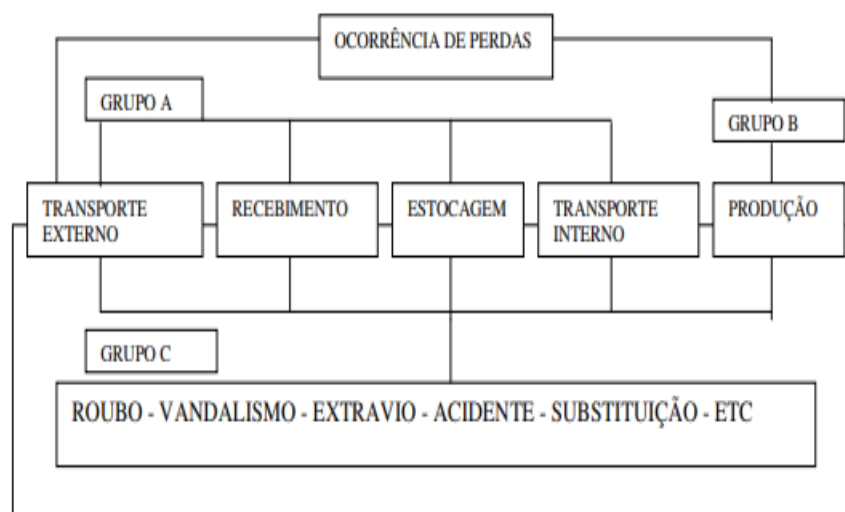 OCORRÊNCIA DE PERDAS
GRUPO A
GRUPO B
TRANSPORTE
EXTERNO
RECEBIMENTO
ESTOCAGEM
TRANSPORTE
INTERNO
PRODUÇÃO
GRUPO C
ROUBO - VANDALISMO - EXTRAVIO - ACIDENTE - SUBSTITUIÇÃO - ETC